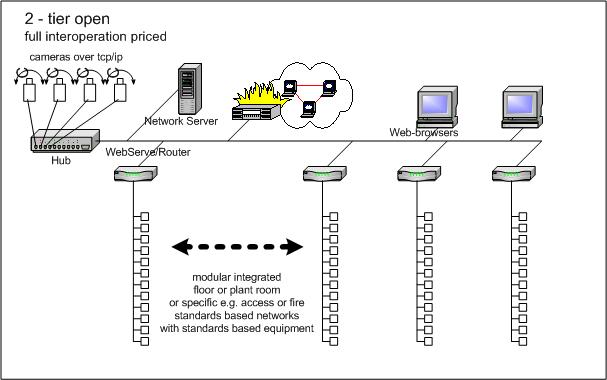 2 - tier open
full interoperation priced
cameras over tcp/ip
Network Server
Web-browsers
Hub
WebServe/Router
modular integrated
floor or plant room
or specific e.g. access or fire
standards based networks
with standards based equipment